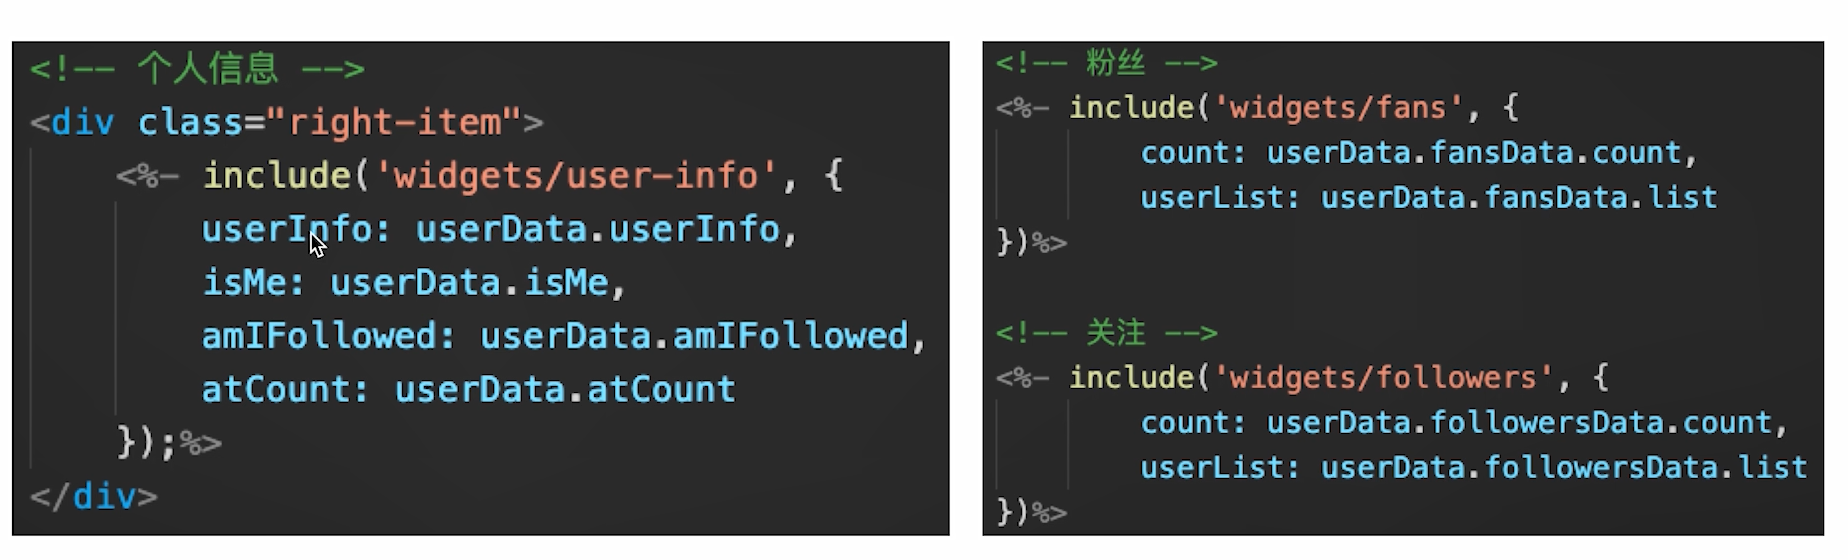 <!-- 个人信息 -->
<div class="right-item">
<%- include('widgets/user-info', {
userInfo: userData.userInfo,
isMe: userData.isMe,
amIFollowed: userData.amIFollowed,
atCount: userData.atCount
});%>
</div>
<!-- 粉丝 -->
<%- include('widgets/fans', {
count: userData.fansData.count,
userList: userData.fansData.list
})%>
<!-- 关注 -->
<%- include('widgets/followers', {
count: userData.followersData.count,
userList: userData.followersData.list
})%>